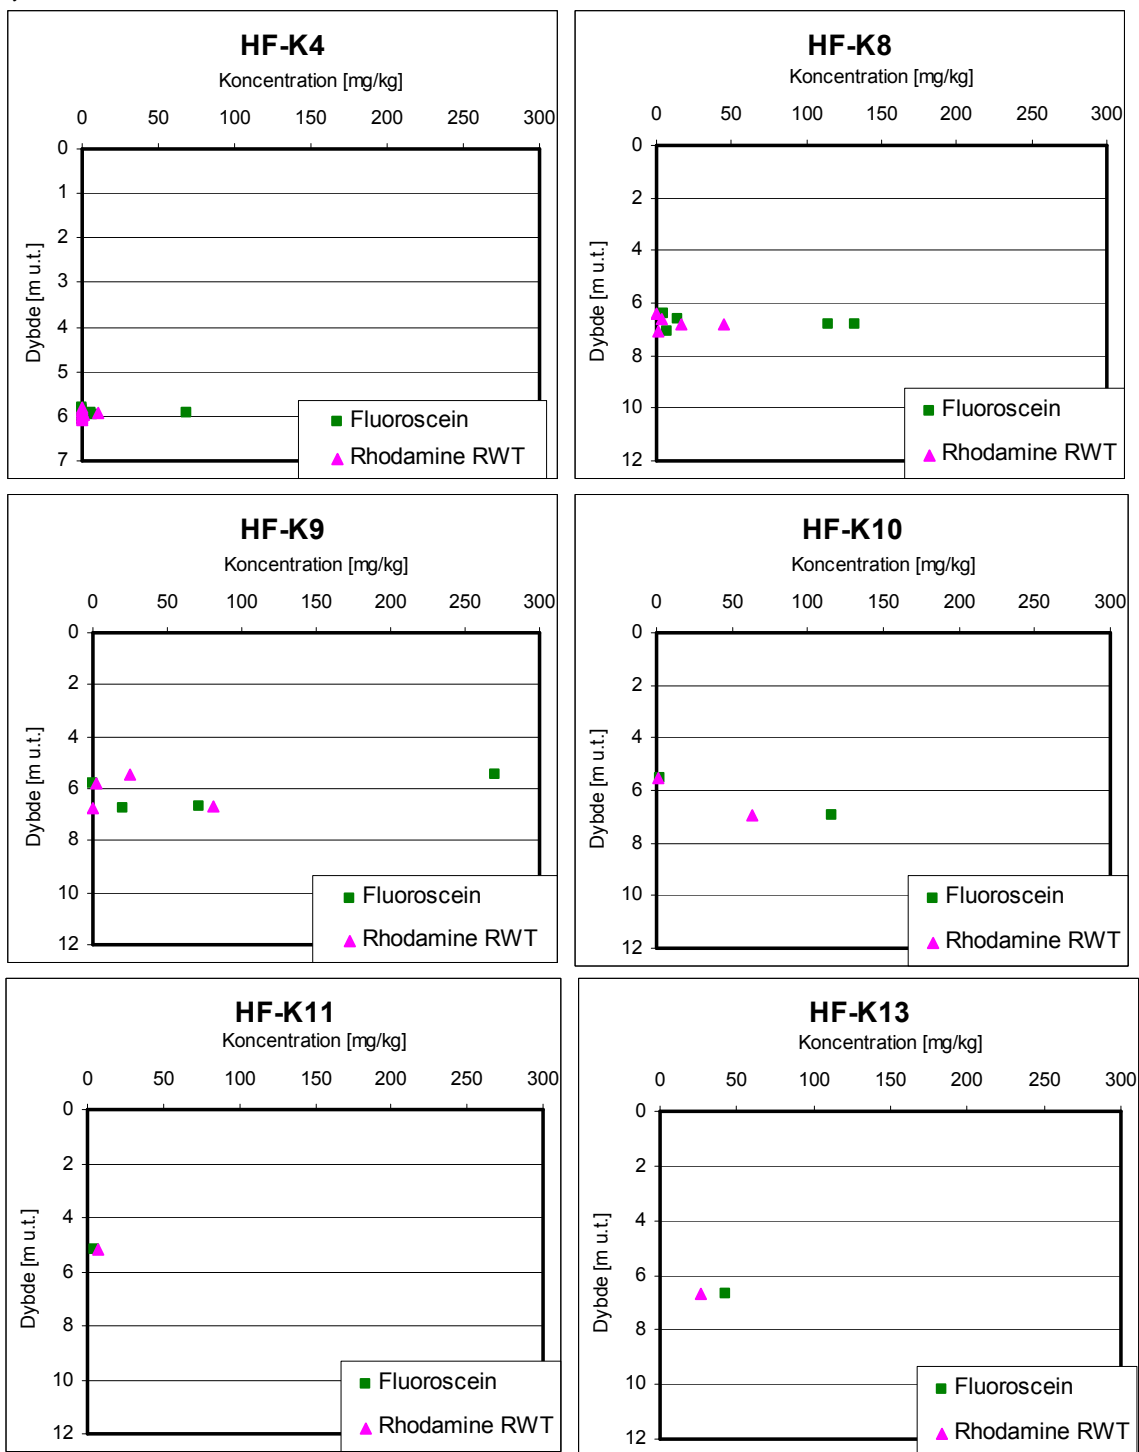 HF-K4
Koncentration [mg/kg]
0 50 100 150 200 250 300
0
1
2
3
4
5
6
7
Dybde [m u.t.]
Fluoroscein
Rhodamine RWT
HF-K8
Koncentration [mg/kg]
0 50 100 150 200 250 300
0
2
4
6
8
10
12
Dybde [m u.t.]
Fluoroscein
Rhodamine RWT
HF-K9
Koncentration [mg/kg]
0 50 100 150 200 250 300
0
2
4
6
8
10
12
Dybde [m u.t.]
Fluoroscein
Rhodamine RWT
HF-K10
Koncentration [mg/kg]
0 50 100 150 200 250 300
0
2
4
6
8
10
12
Dybde [m u.t.]
Fluoroscein
Rhodamine RWT
HF-K11
Koncentration [mg/kg]
0 50 100 150 200 250 300
0
2
4
6
8
10
12
Dybde [m u.t.]
Fluoroscein
Rhodamine RWT
HF-K13
Koncentration [mg/kg]
0 50 100 150 200 250 300
0
2
4
6
8
10
12
Dybde [m u.t.]
Fluoroscein
Rhodamine RWT